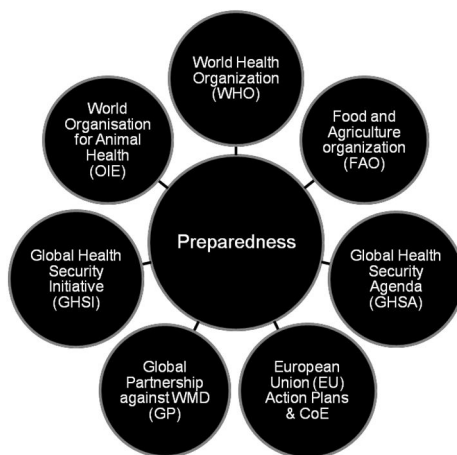 World Health
Organization
(WHO)
Food and
Agriculture
organization
(FAO)
Global Health
Security
Agenda
(GHSA)
European
Union (EU)
Action Plans
& CoE
Global
Partnership
against WMD
(GP)
Global Health
Security
Initiative
(GHSI)
World
Organisation
for Animal
Health
(OIE)
Preparedness